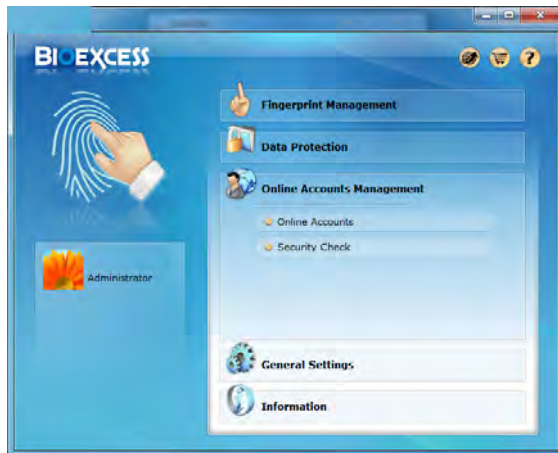 BIOEXCESS
Fingerprint Management
Data Protection
Online Accounts Management
Online Accounts
Security Check
Administrator
General Settings
Information